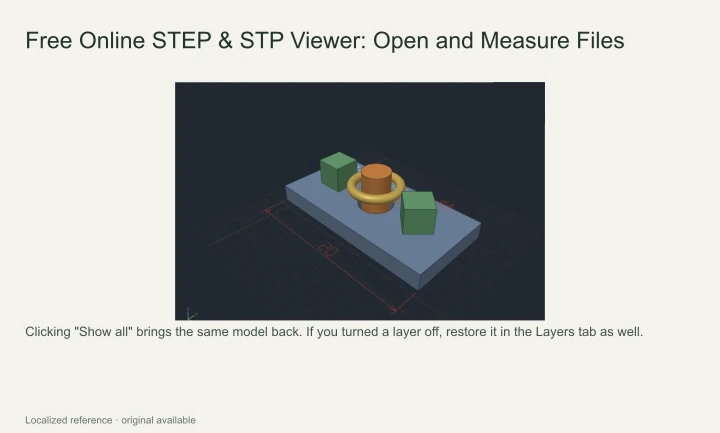 Free Online STEP & STP Viewer: Open and Measure Files
20
Clicking "Show all" brings the same model back. If you turned a layer off, restore it in the Layers tab as well.
Localized reference · original available